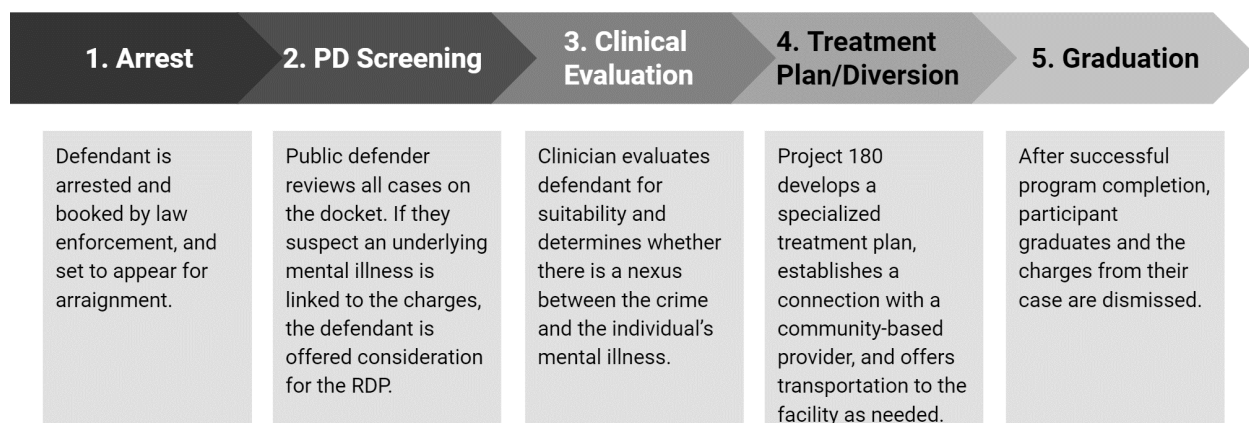 1. Arrest
2. PD Screening
3. Clinical
Evaluation
4. Treatment
Plan/Diversion
5. Graduation
Defendant is
arrested and
booked by law
enforcement, and
set to appear for
arraignment.
Public defender
reviews all cases on
the docket. If they
suspect an underlying
mental illness is
linked to the charges,
the defendant is
offered consideration
for the RDP.
Clinician evaluates
defendant for
suitability and
determines whether
there is a nexus
between the crime
and the individual’s
mental illness.
Project 180
develops a
specialized
treatment plan,
establishes a
connection with a
community-based
provider, and offers
transportation to the
facility as needed.
After successful
program completion,
participant
graduates and the
charges from their
case are dismissed.